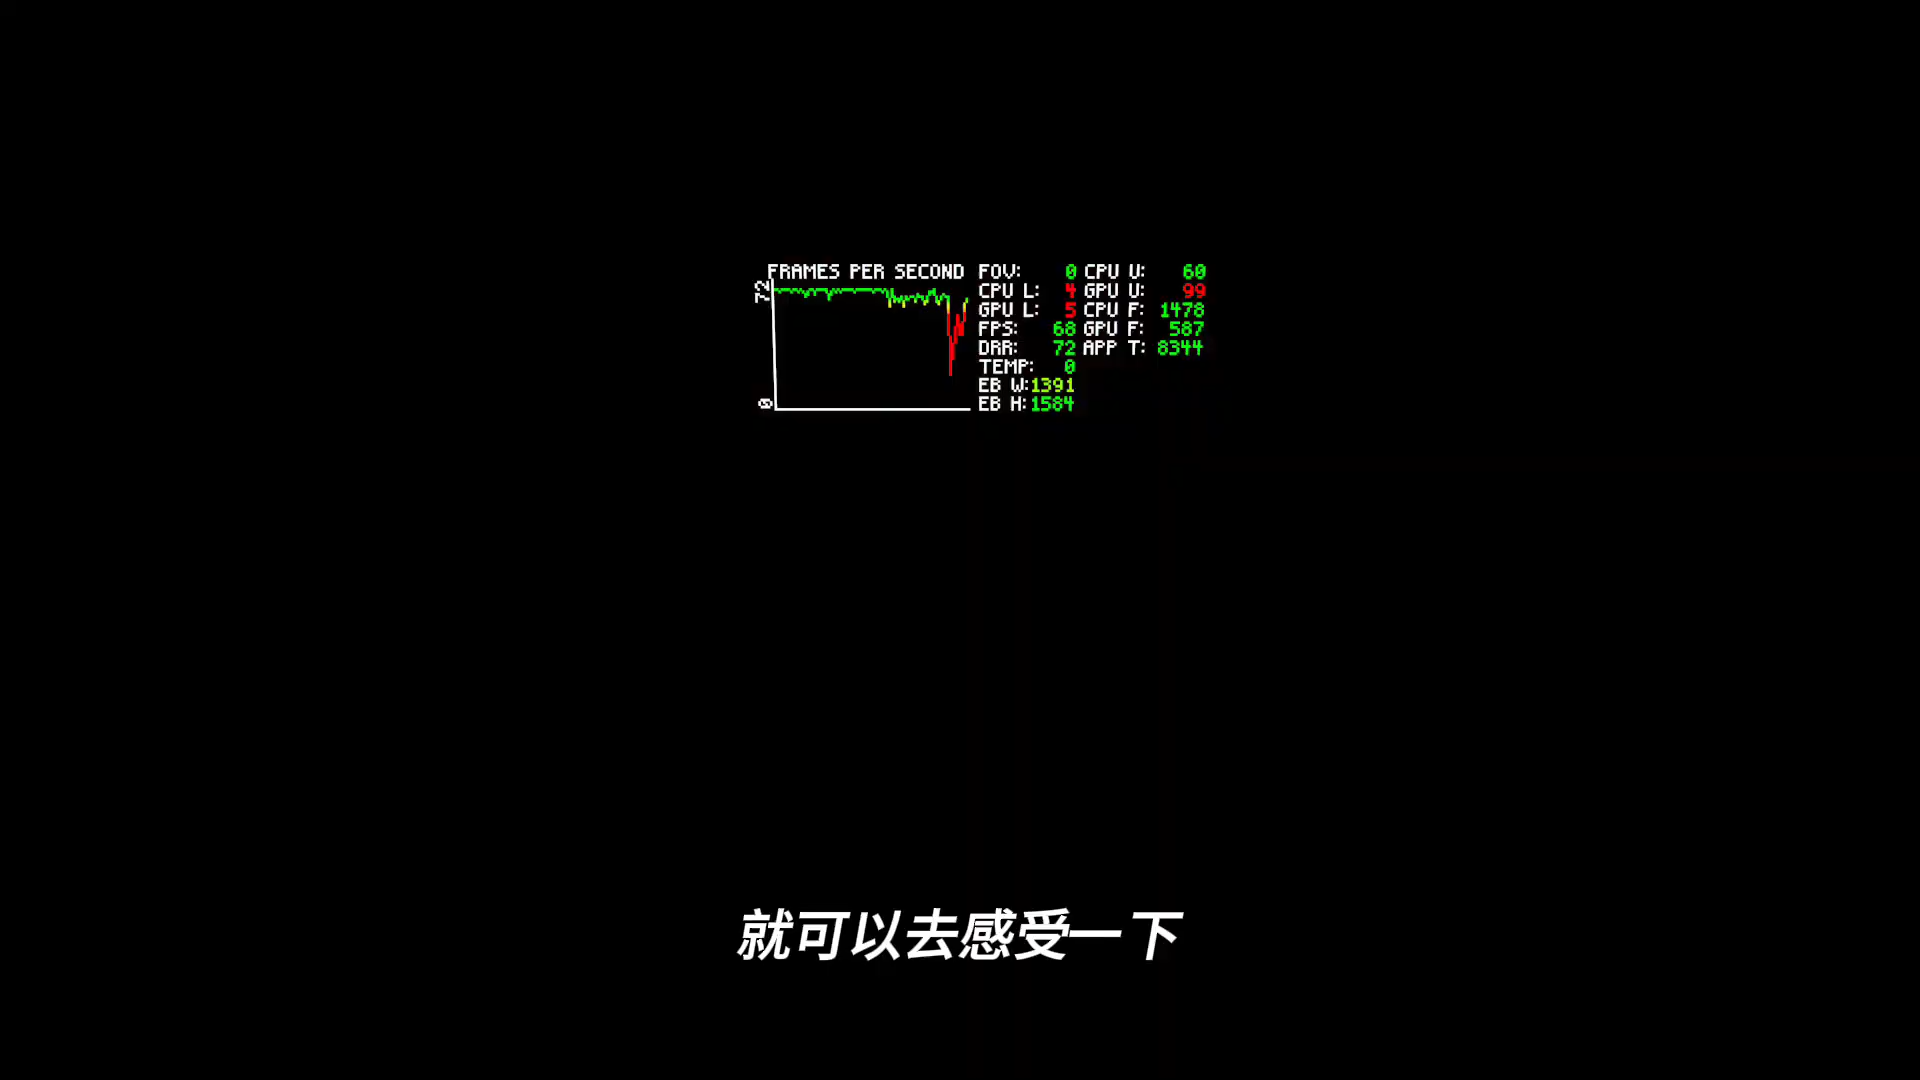 FRAMES PER SECOND
72
0
FOV: 0 CPU U: 60
CPU L: 4 GPU U: 99
GPU L: 5 CPU F: 1478
FPS: 68 GPU F: 587
DRR: 72 APP T: 8344
TEMP: 0
EB W:1391
EB H:1584
就可以去感受一下